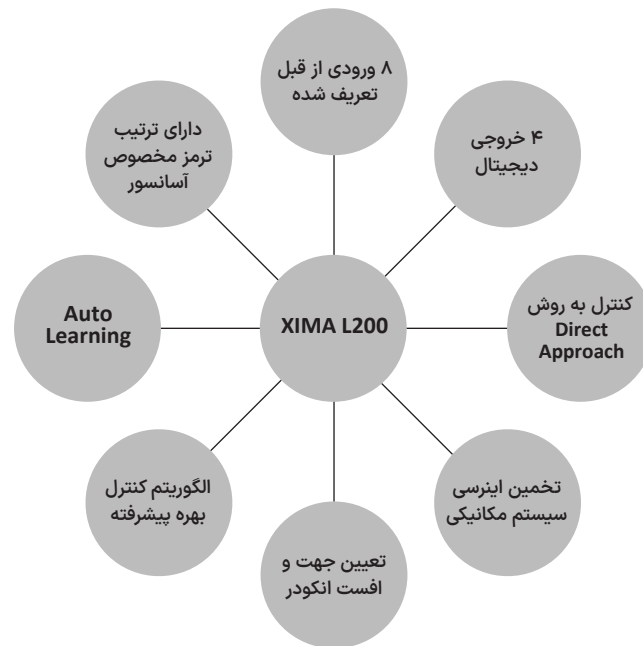 ۸ ورودی از قبل
تعریف شده
۴ خروجی
دیجیتال
کنترل به روش
Direct
Approach
تخمین اینرسی
سیستم مکانیکی
تعیین جهت و
افست انکودر
الگوریتم کنترل
بهره پیشرفته
Auto
Learning
دارای ترتیب
ترمز مخصوص
آسانسور
XIMA L200